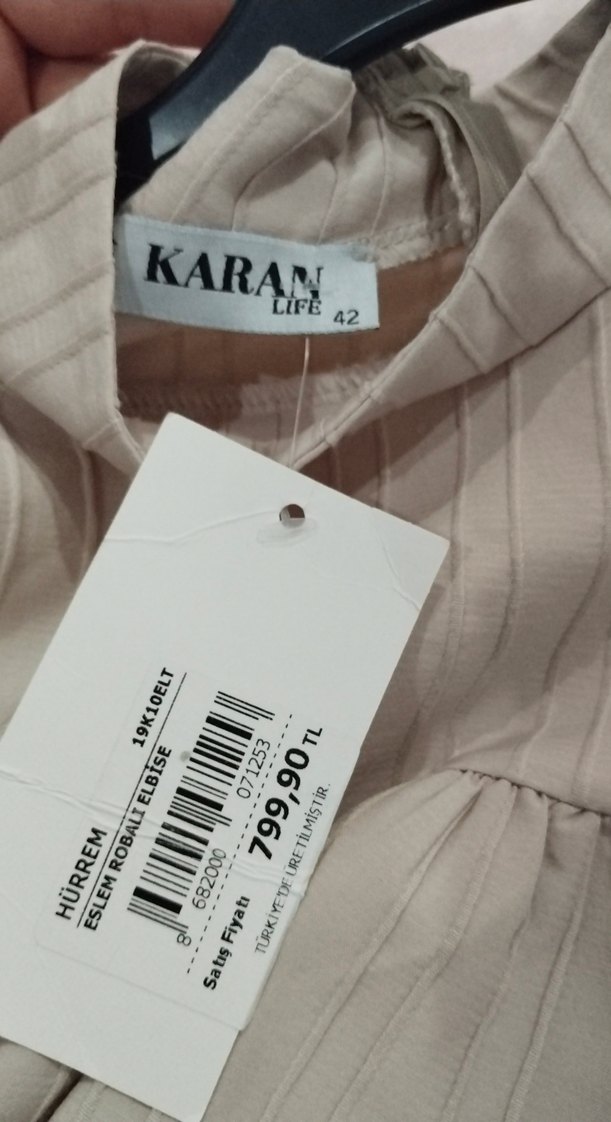 KARAN
LIFE
42
HÜRREM
19K10ELT
ESLEM ROBALI ELBİSE
8 682000 071253
Satış Fiyatı 799,90 TL
TÜRKİYE'DE ÜRETİLMİŞTİR.